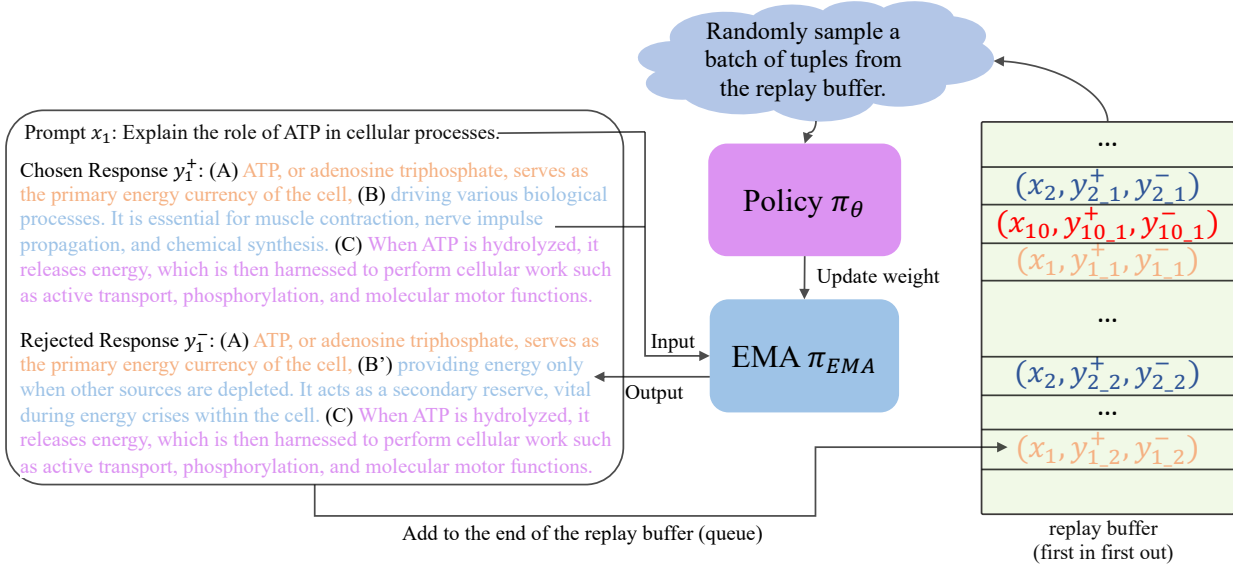 Randomly sample a
batch of tuples from
the replay buffer.
Prompt x₁: Explain the role of ATP in cellular processes.
Chosen Response y₁⁺: (A) ATP, or adenosine triphosphate, serves as
the primary energy currency of the cell, (B) driving various biological
processes. It is essential for muscle contraction, nerve impulse
propagation, and chemical synthesis. (C) When ATP is hydrolyzed, it
releases energy, which is then harnessed to perform cellular work such
as active transport, phosphorylation, and molecular motor functions.
Rejected Response y₁⁻: (A) ATP, or adenosine triphosphate, serves as
the primary energy currency of the cell, (B’) providing energy only
when other sources are depleted. It acts as a secondary reserve, vital
during energy crises within the cell. (C) When ATP is hydrolyzed, it
releases energy, which is then harnessed to perform cellular work such
as active transport, phosphorylation, and molecular motor functions.
Policy π_θ
Update weight
EMA π_EMA
Input
Output
...
(x₂, y⁺₂_₁, y⁻₂_₁)
(x₁₀, y⁺₁₀_₁, y⁻₁₀_₁)
(x₁, y⁺₁_₁, y⁻₁_₁)
...
(x₂, y⁺₂_₂, y⁻₂_₂)
...
(x₁, y⁺₁_₂, y⁻₁_₂)
Add to the end of the replay buffer (queue)
replay buffer
(first in first out)